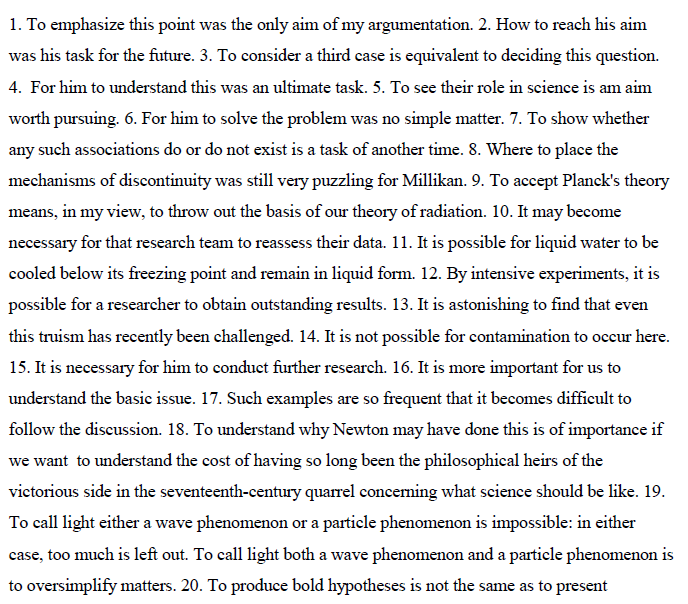 1. To emphasize this point was the only aim of my argumentation. 2. How to reach his aim
was his task for the future. 3. To consider a third case is equivalent to deciding this question.
4.  For him to understand this was an ultimate task. 5. To see their role in science is am aim
worth pursuing. 6. For him to solve the problem was no simple matter. 7. To show whether
any such associations do or do not exist is a task of another time. 8. Where to place the
mechanisms of discontinuity was still very puzzling for Millikan. 9. To accept Planck's theory
means, in my view, to throw out the basis of our theory of radiation. 10. It may become
necessary for that research team to reassess their data. 11. It is possible for liquid water to be
cooled below its freezing point and remain in liquid form. 12. By intensive experiments, it is
possible for a researcher to obtain outstanding results. 13. It is astonishing to find that even
this truism has recently been challenged. 14. It is not possible for contamination to occur here.
15. It is necessary for him to conduct further research. 16. It is more important for us to
understand the basic issue. 17. Such examples are so frequent that it becomes difficult to
follow the discussion. 18. To understand why Newton may have done this is of importance if
we want  to understand the cost of having so long been the philosophical heirs of the
victorious side in the seventeenth-century quarrel concerning what science should be like. 19.
To call light either a wave phenomenon or a particle phenomenon is impossible: in either
case, too much is left out. To call light both a wave phenomenon and a particle phenomenon is
to oversimplify matters. 20. To produce bold hypotheses is not the same as to present